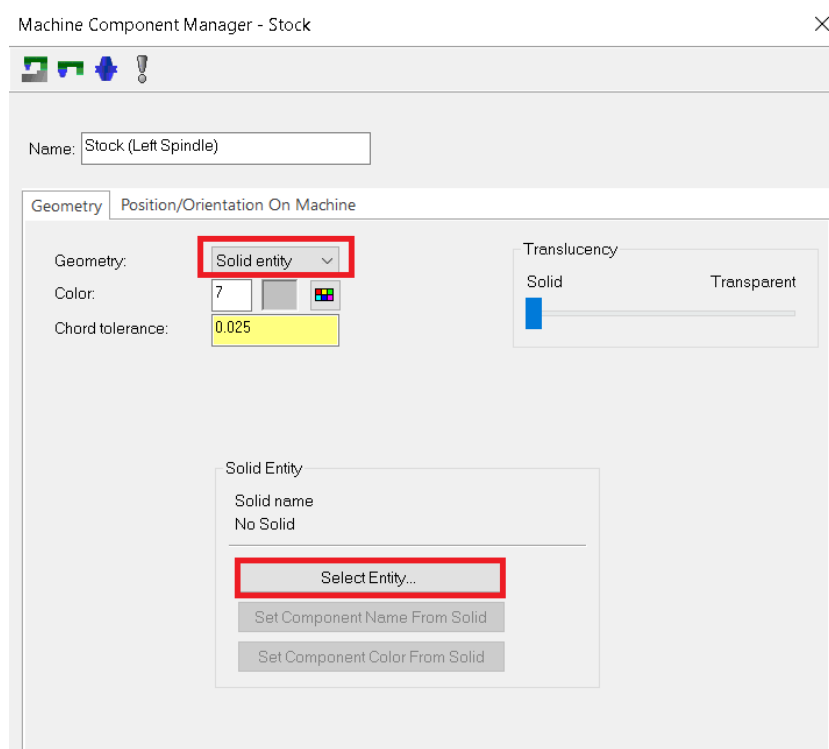 Machine Component Manager - Stock
Name: Stock (Left Spindle)
Geometry Position/Orientation On Machine
Geometry: Solid entity
Color: 7
Chord tolerance: 0.025
Translucency
Solid Transparent
Solid Entity
Solid name
No Solid
Select Entity...
Set Component Name From Solid
Set Component Color From Solid